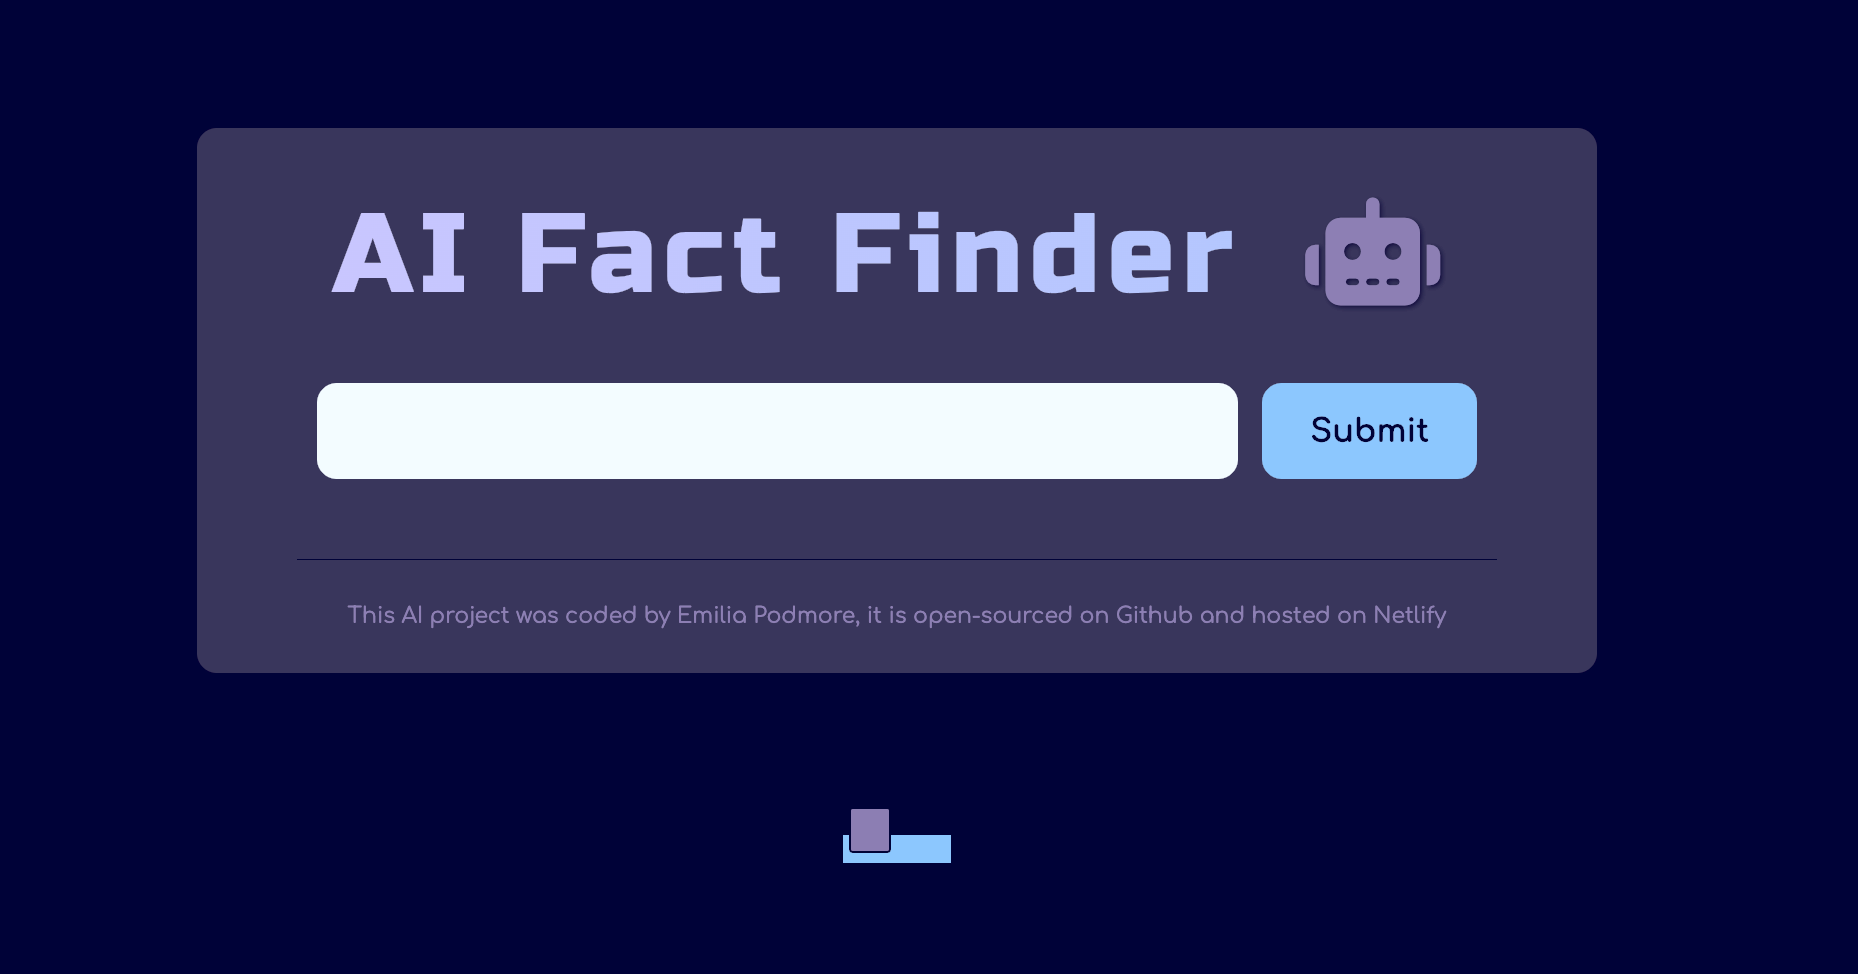 AI Fact Finder
Submit
This AI project was coded by Emilia Podmore, it is open-sourced on Github and hosted on Netlify